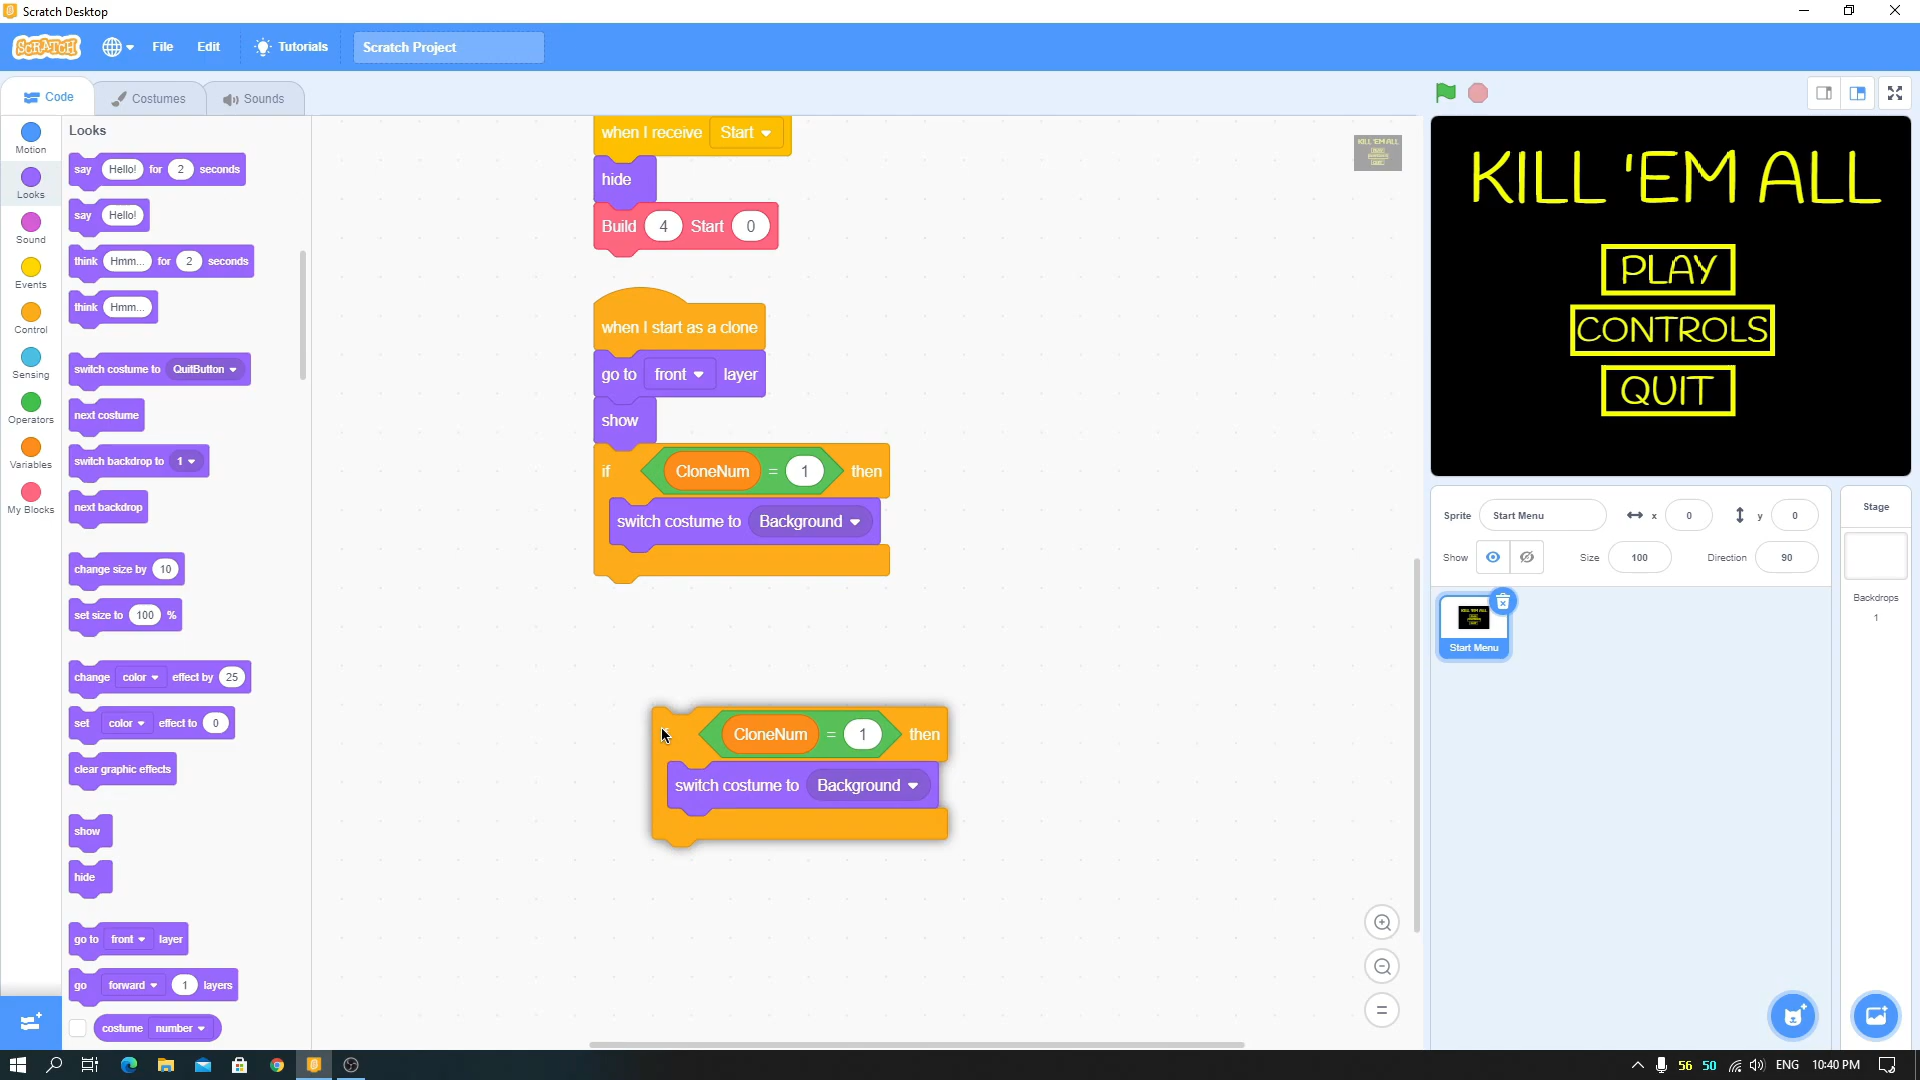 Scratch Desktop
SCRATCH
File
Edit
Tutorials
Scratch Project
Code
Costumes
Sounds
Motion
Looks
Sound
Events
Control
Sensing
Operators
Variables
My Blocks
Looks
say Hello! for 2 seconds
say Hello!
think Hmm... for 2 seconds
think Hmm...
switch costume to QuitButton
next costume
switch backdrop to 1
next backdrop
change size by 10
set size to 100 %
change color effect by 25
set color effect to 0
clear graphic effects
show
hide
go to front layer
go forward 1 layers
costume number
when I receive Start
hide
Build 4 Start 0
when I start as a clone
go to front layer
show
if CloneNum = 1 then
switch costume to Background
CloneNum = 1 then
switch costume to Background
KILL 'EM ALL
PLAY
CONTROLS
QUIT
KILL 'EM ALL
PLAY
CONTROLS
QUIT
Sprite Start Menu x 0 y 0
Show Size 100 Direction 90
Start Menu
Stage
Backdrops
1
56 50 ENG 10:40 PM